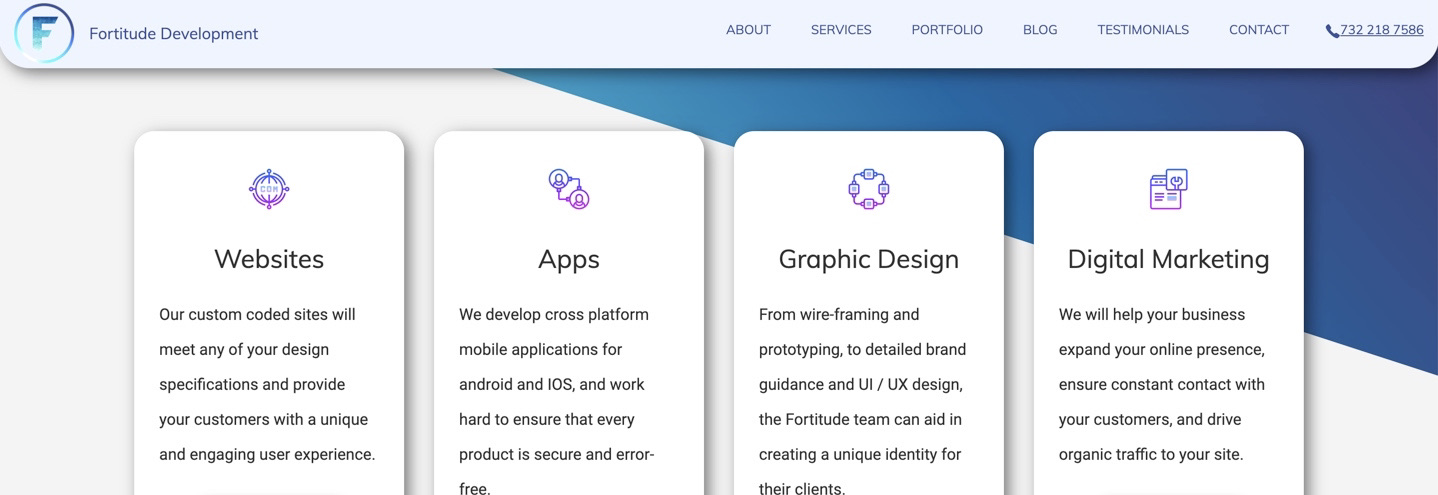 F
Fortitude Development
ABOUT
SERVICES
PORTFOLIO
BLOG
TESTIMONIALS
CONTACT
732 218 7586
COM
Websites
Our custom coded sites will
meet any of your design
specifications and provide
your customers with a unique
and engaging user experience.
Apps
We develop cross platform
mobile applications for
android and IOS, and work
hard to ensure that every
product is secure and error-
free.
Graphic Design
From wire-framing and
prototyping, to detailed brand
guidance and UI / UX design,
the Fortitude team can aid in
creating a unique identity for
their clients.
Digital Marketing
We will help your business
expand your online presence,
ensure constant contact with
your customers, and drive
organic traffic to your site.